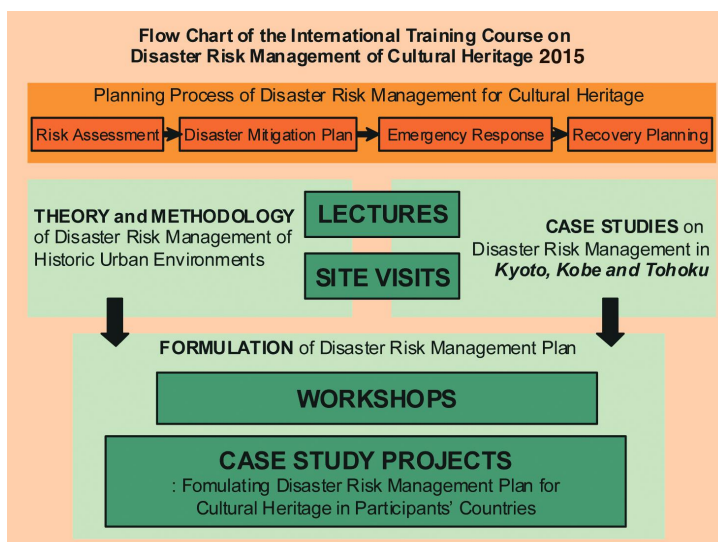 Flow Chart of the International Training Course on
Disaster Risk Management of Cultural Heritage 2015
Planning Process of Disaster Risk Management for Cultural Heritage
Risk Assessment
Disaster Mitigation Plan
Emergency Response
Recovery Planning
THEORY and METHODOLOGY
of Disaster Risk Management of
Historic Urban Environments
LECTURES
SITE VISITS
CASE STUDIES on
Disaster Risk Management in
Kyoto, Kobe and Tohoku
FORMULATION of Disaster Risk Management Plan
WORKSHOPS
CASE STUDY PROJECTS
: Fomulating Disaster Risk Management Plan for
Cultural Heritage in Participants' Countries